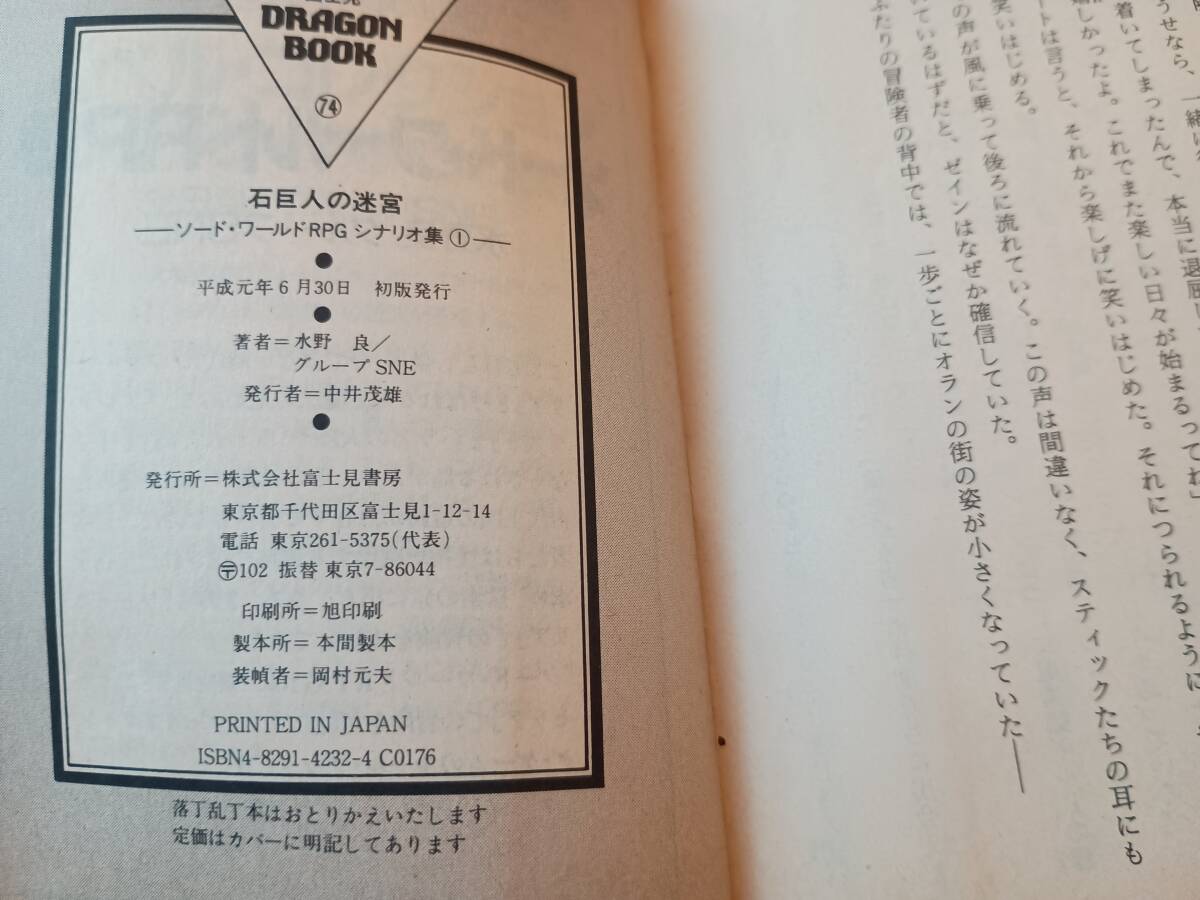 DRAGON
BOOK
74
石巨人の迷宮
――ソード・ワールドRPG シナリオ集①――
●
平成元年6月30日　初版発行
●
著者＝水野　良／
グループSNE
発行者＝中井茂雄
●
発行所＝株式会社富士見書房
東京都千代田区富士見1-12-14
電話 東京261-5375(代表)
〒102 振替 東京7-86044
印刷所＝旭印刷
製本所＝本間製本
装幀者＝岡村元夫
PRINTED IN JAPAN
ISBN4-8291-4232-4 C0176
落丁乱丁本はおとりかえいたします
定価はカバーに明記してあります
うせなら、一緒に
着いてしまったんで、本当に退屈し
しかったよ。これでまた楽しい日々が始まるってね」
トは言うと、それから楽しげに笑いはじめた。それにつられるように
笑いはじめる。
の声が風に乗って後ろに流れていく。この声は間違いなく、スティックたちの耳にも
いているはずだと、ゼインはなぜか確信していた。
ふたりの冒険者の背中では、一歩ごとにオランの街の姿が小さくなっていた――